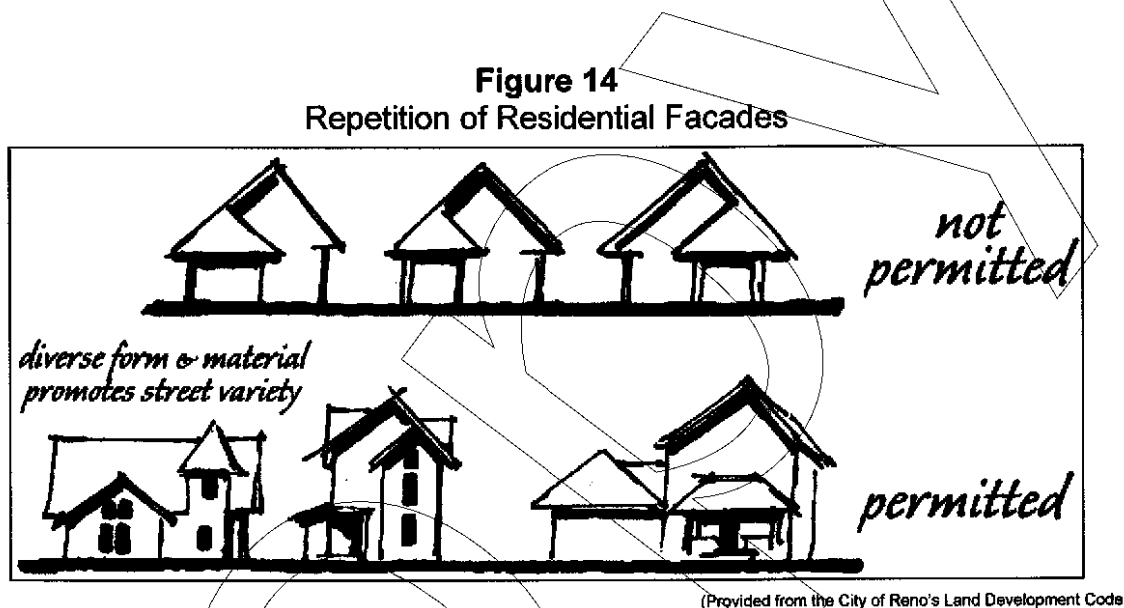 Figure 14
Repetition of Residential Facades
not
permitted
diverse form & material
promotes street variety
permitted
(Provided from the City of Reno's Land Development Code